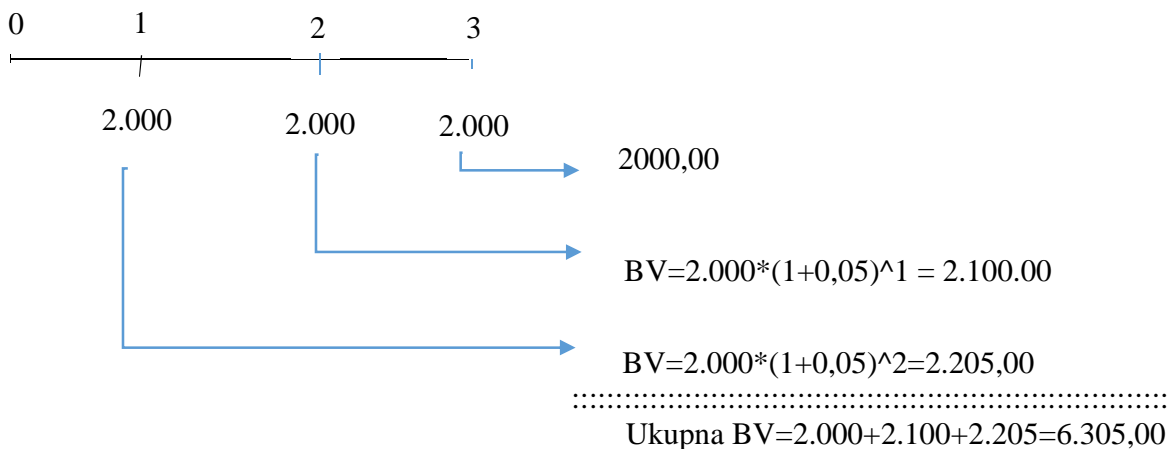 0 1 2 3
2.000 2.000 2.000
2000,00
BV=2.000*(1+0,05)^1 = 2.100.00
BV=2.000*(1+0,05)^2=2.205,00
Ukupna BV=2.000+2.100+2.205=6.305,00